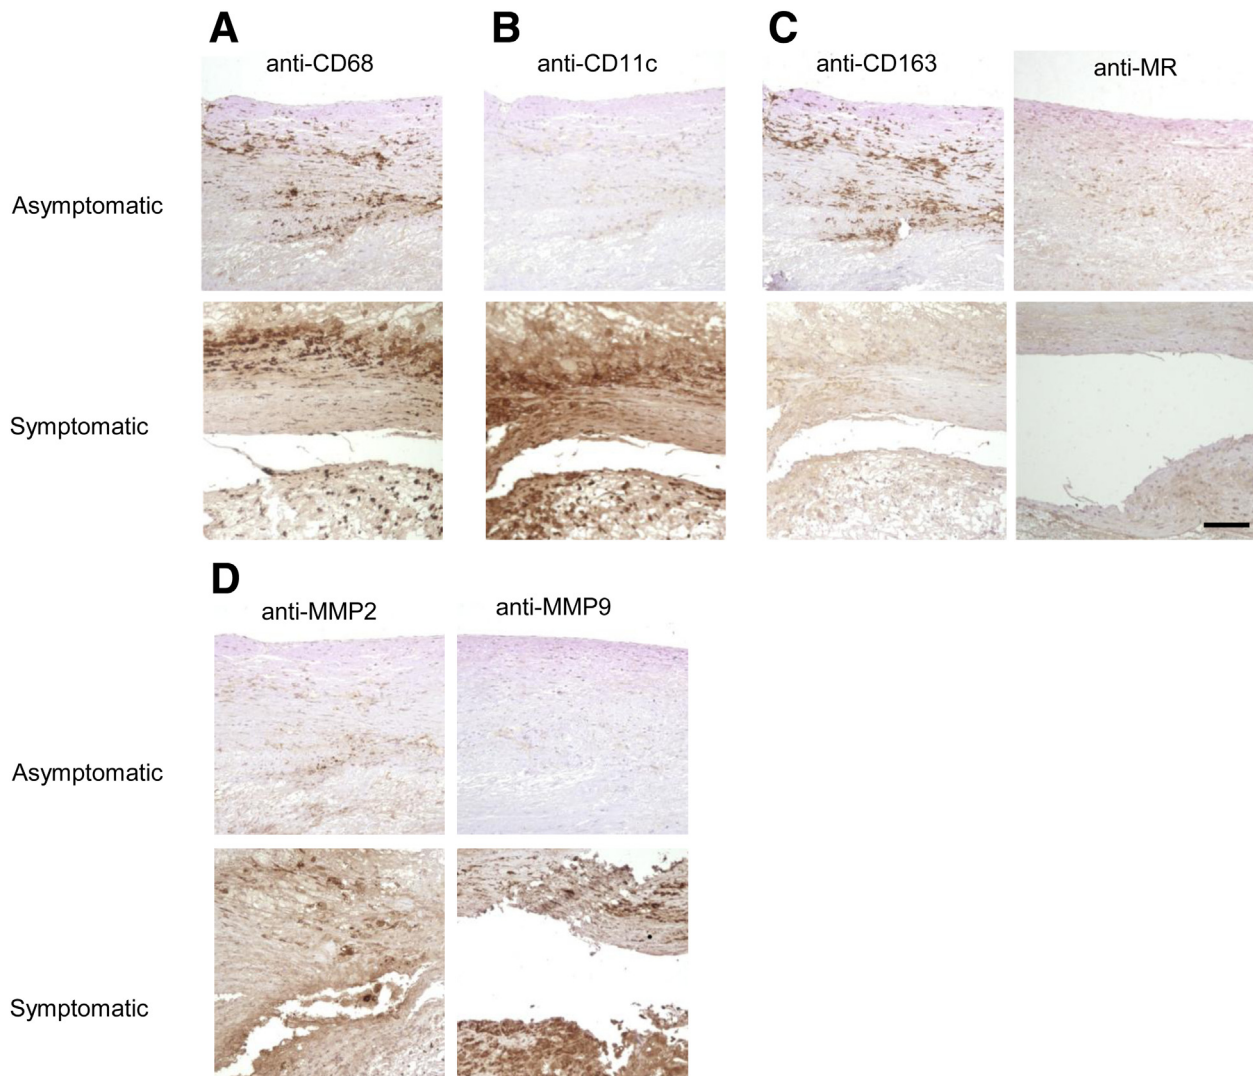 A
B
C
anti-CD68
anti-CD11c
anti-CD163
anti-MR
Asymptomatic
Symptomatic
D
anti-MMP2
anti-MMP9
Asymptomatic
Symptomatic